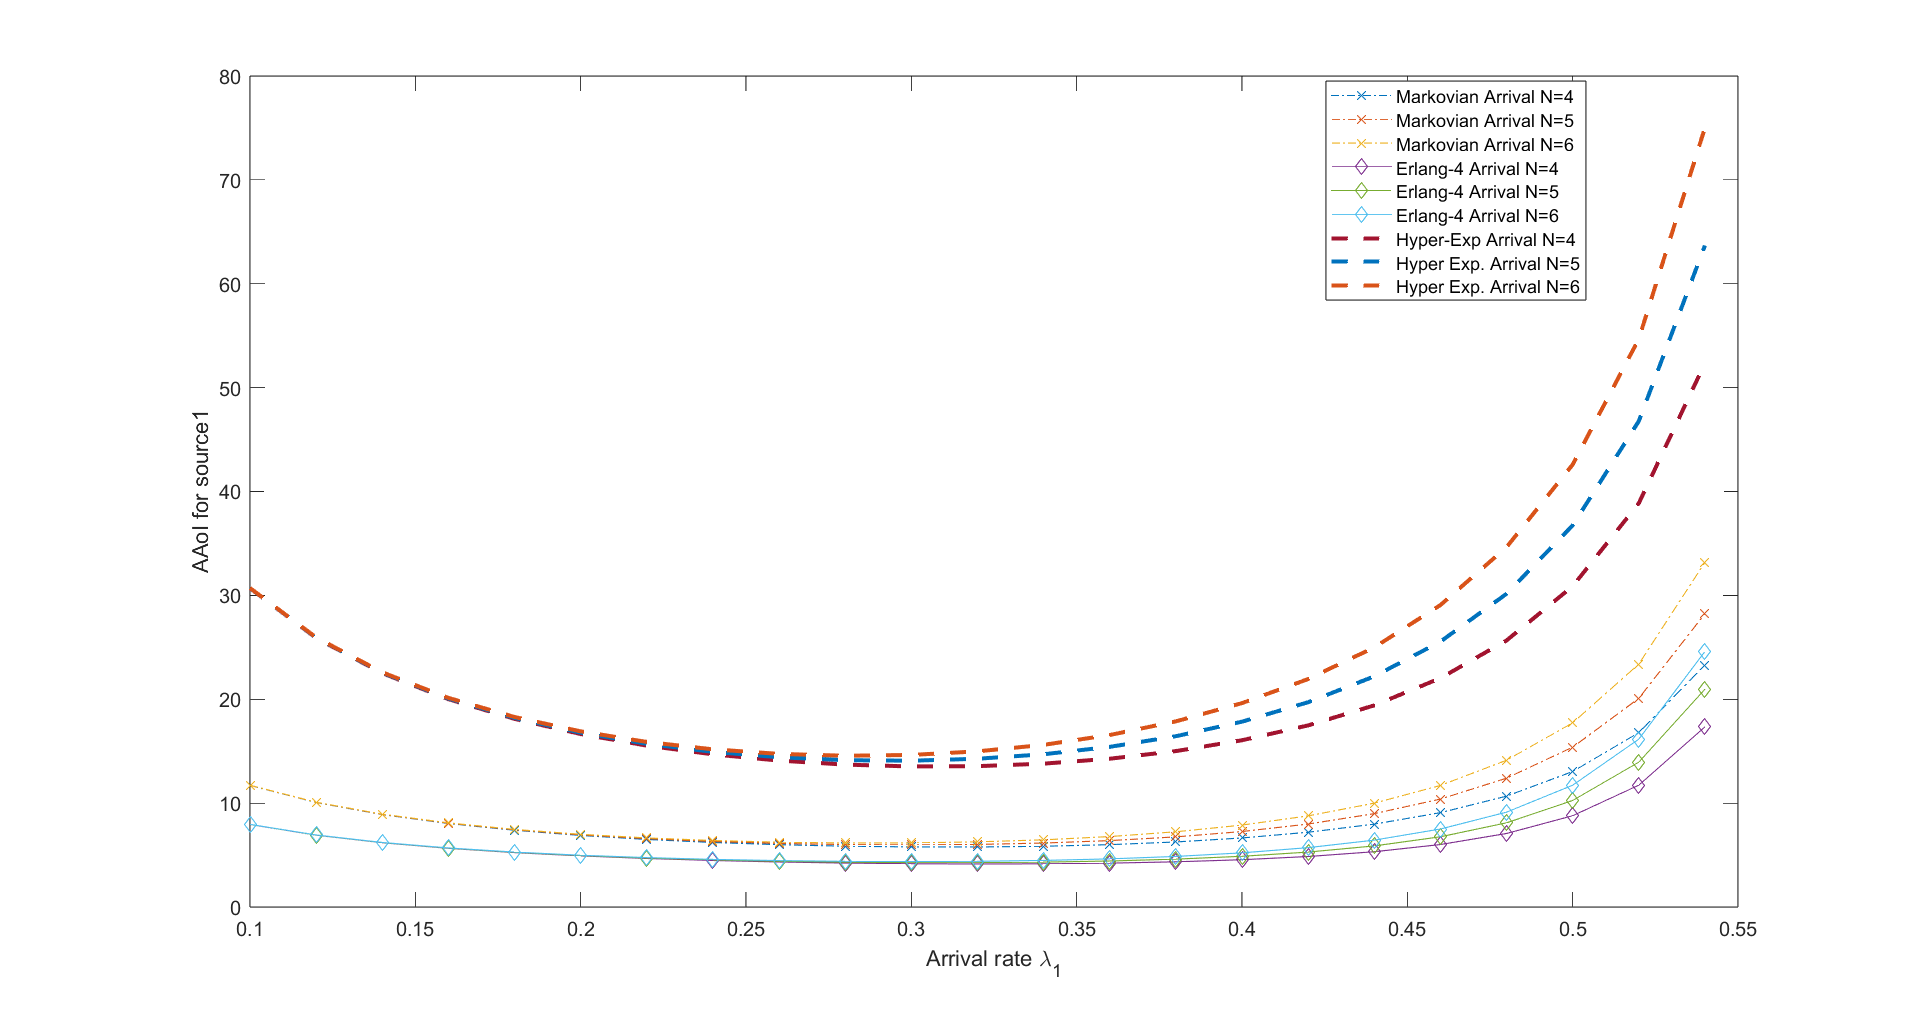 80
70
60
50
40
30
20
10
0
AAoI for source1
Markovian Arrival N=4
Markovian Arrival N=5
Markovian Arrival N=6
Erlang-4 Arrival N=4
Erlang-4 Arrival N=5
Erlang-4 Arrival N=6
Hyper-Exp Arrival N=4
Hyper Exp. Arrival N=5
Hyper Exp. Arrival N=6
0.1 0.15 0.2 0.25 0.3 0.35 0.4 0.45 0.5 0.55
Arrival rate λ1